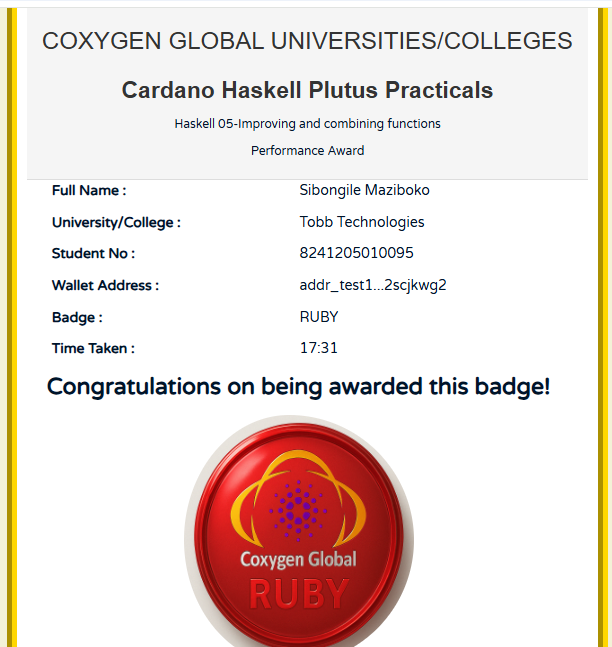 COXYGEN GLOBAL UNIVERSITIES/COLLEGES
Cardano Haskell Plutus Practicals
Haskell 05-Improving and combining functions
Performance Award
Full Name : Sibongile Maziboko
University/College : Tobb Technologies
Student No : 8241205010095
Wallet Address : addr_test1...2scjkwg2
Badge : RUBY
Time Taken : 17:31
Congratulations on being awarded this badge!
Coxygen Global
RUBY